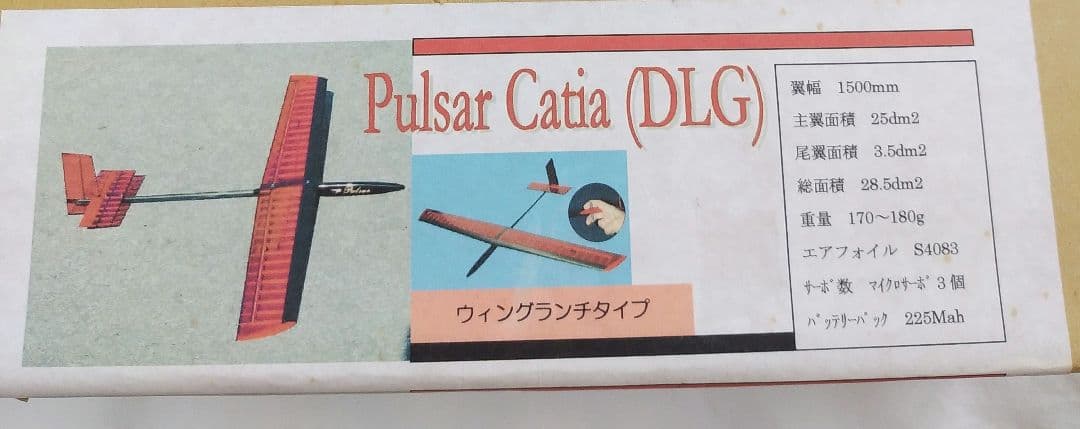 Pulsar Catia (DLG)
Pulsar
ウィングランチタイプ
翼幅 1500mm
主翼面積 25dm2
尾翼面積 3.5dm2
総面積 28.5dm2
重量 170～180g
エアフォイル S4083
ｻｰﾎﾞ数 ﾏｲｸﾛｻｰﾎﾞ 3個
ﾊﾞｯﾃﾘｰﾊﾟｯｸ 225Mah